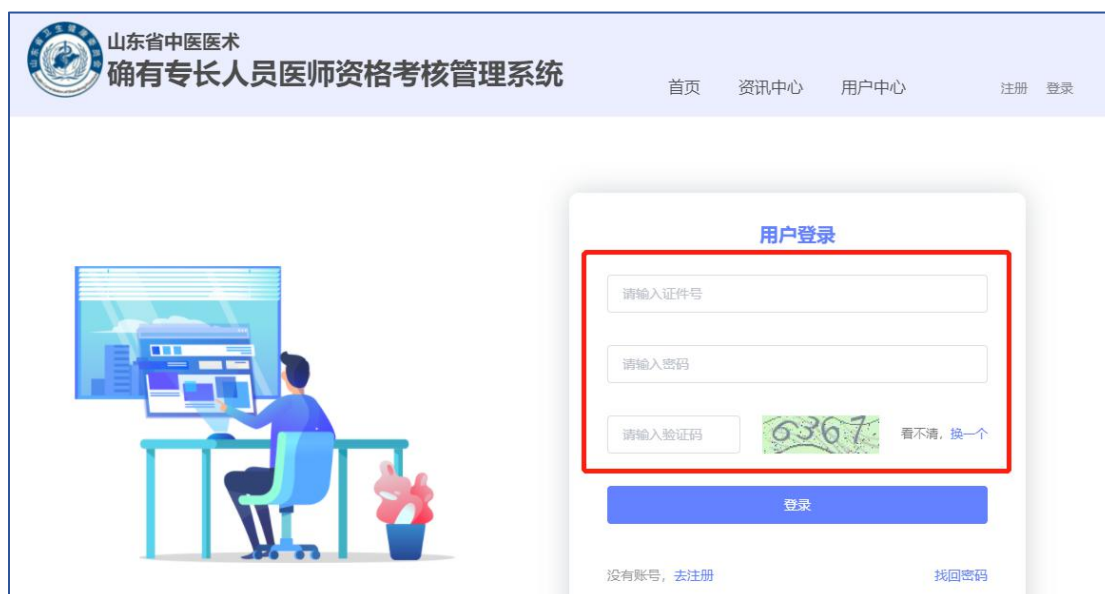 山东省中医医术
确有专长人员医师资格考核管理系统
首页 资讯中心 用户中心 注册 登录
用户登录
请输入证件号
请输入密码
请输入验证码 6367 看不清，换一个
登录
没有账号，去注册 找回密码